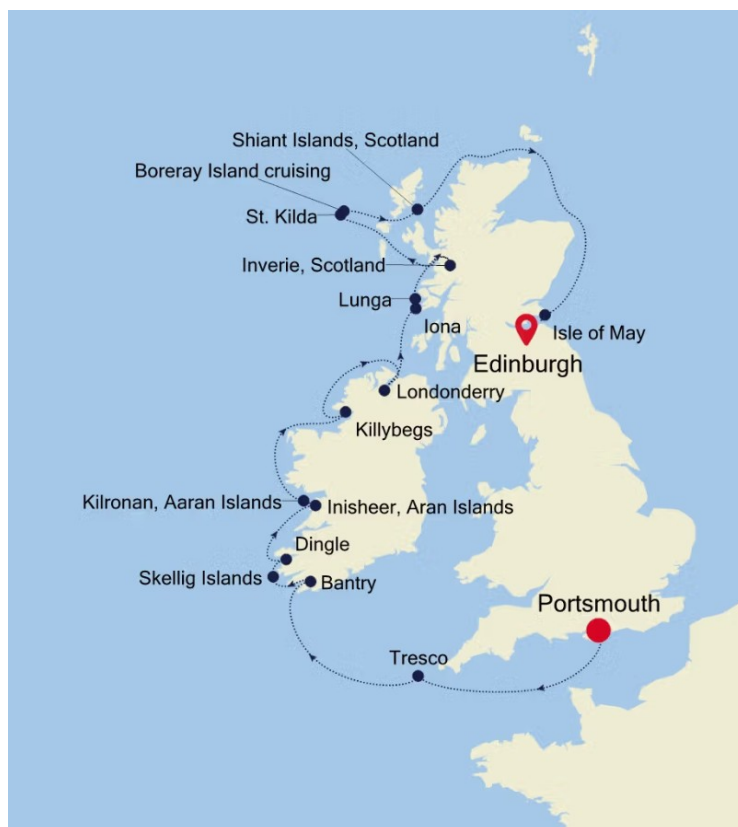 Shiant Islands, Scotland
Boreray Island cruising
St. Kilda
Inverie, Scotland
Lunga
Iona
Isle of May
Edinburgh
Londonderry
Killybegs
Kilronan, Aaran Islands
Inisheer, Aran Islands
Dingle
Skellig Islands
Bantry
Portsmouth
Tresco